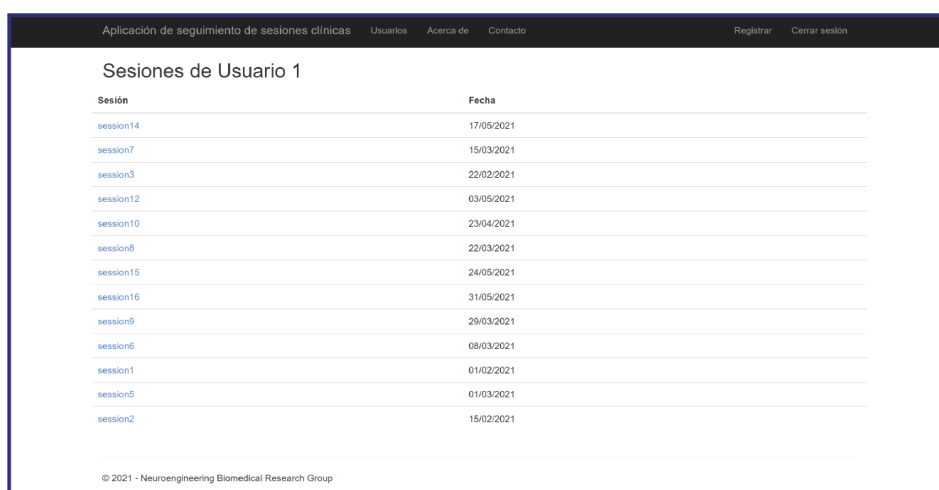 Aplicación de seguimiento de sesiones clínicas Usuarios Acerca de Contacto Registrar Cerrar sesión
Sesiones de Usuario 1
Sesión Fecha
session14 17/05/2021
session7 15/03/2021
session3 22/02/2021
session12 03/05/2021
session10 23/04/2021
session8 22/03/2021
session15 24/05/2021
session16 31/05/2021
session9 29/03/2021
session6 08/03/2021
session1 01/02/2021
session5 01/03/2021
session2 15/02/2021
© 2021 - Neuroengineering Biomedical Research Group